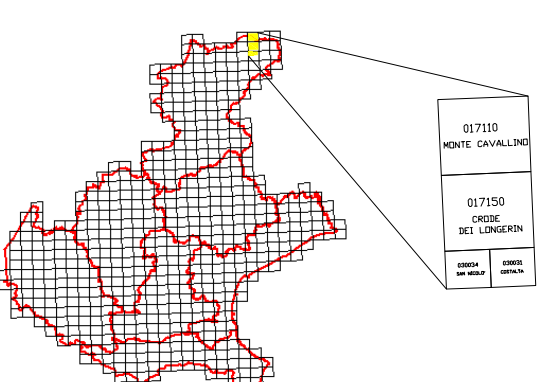 017110
MONTE CAVALLINO
017150
CRODE
DEI LONGERIN
030034
SAN NICOLO'
030031
COSTALTA